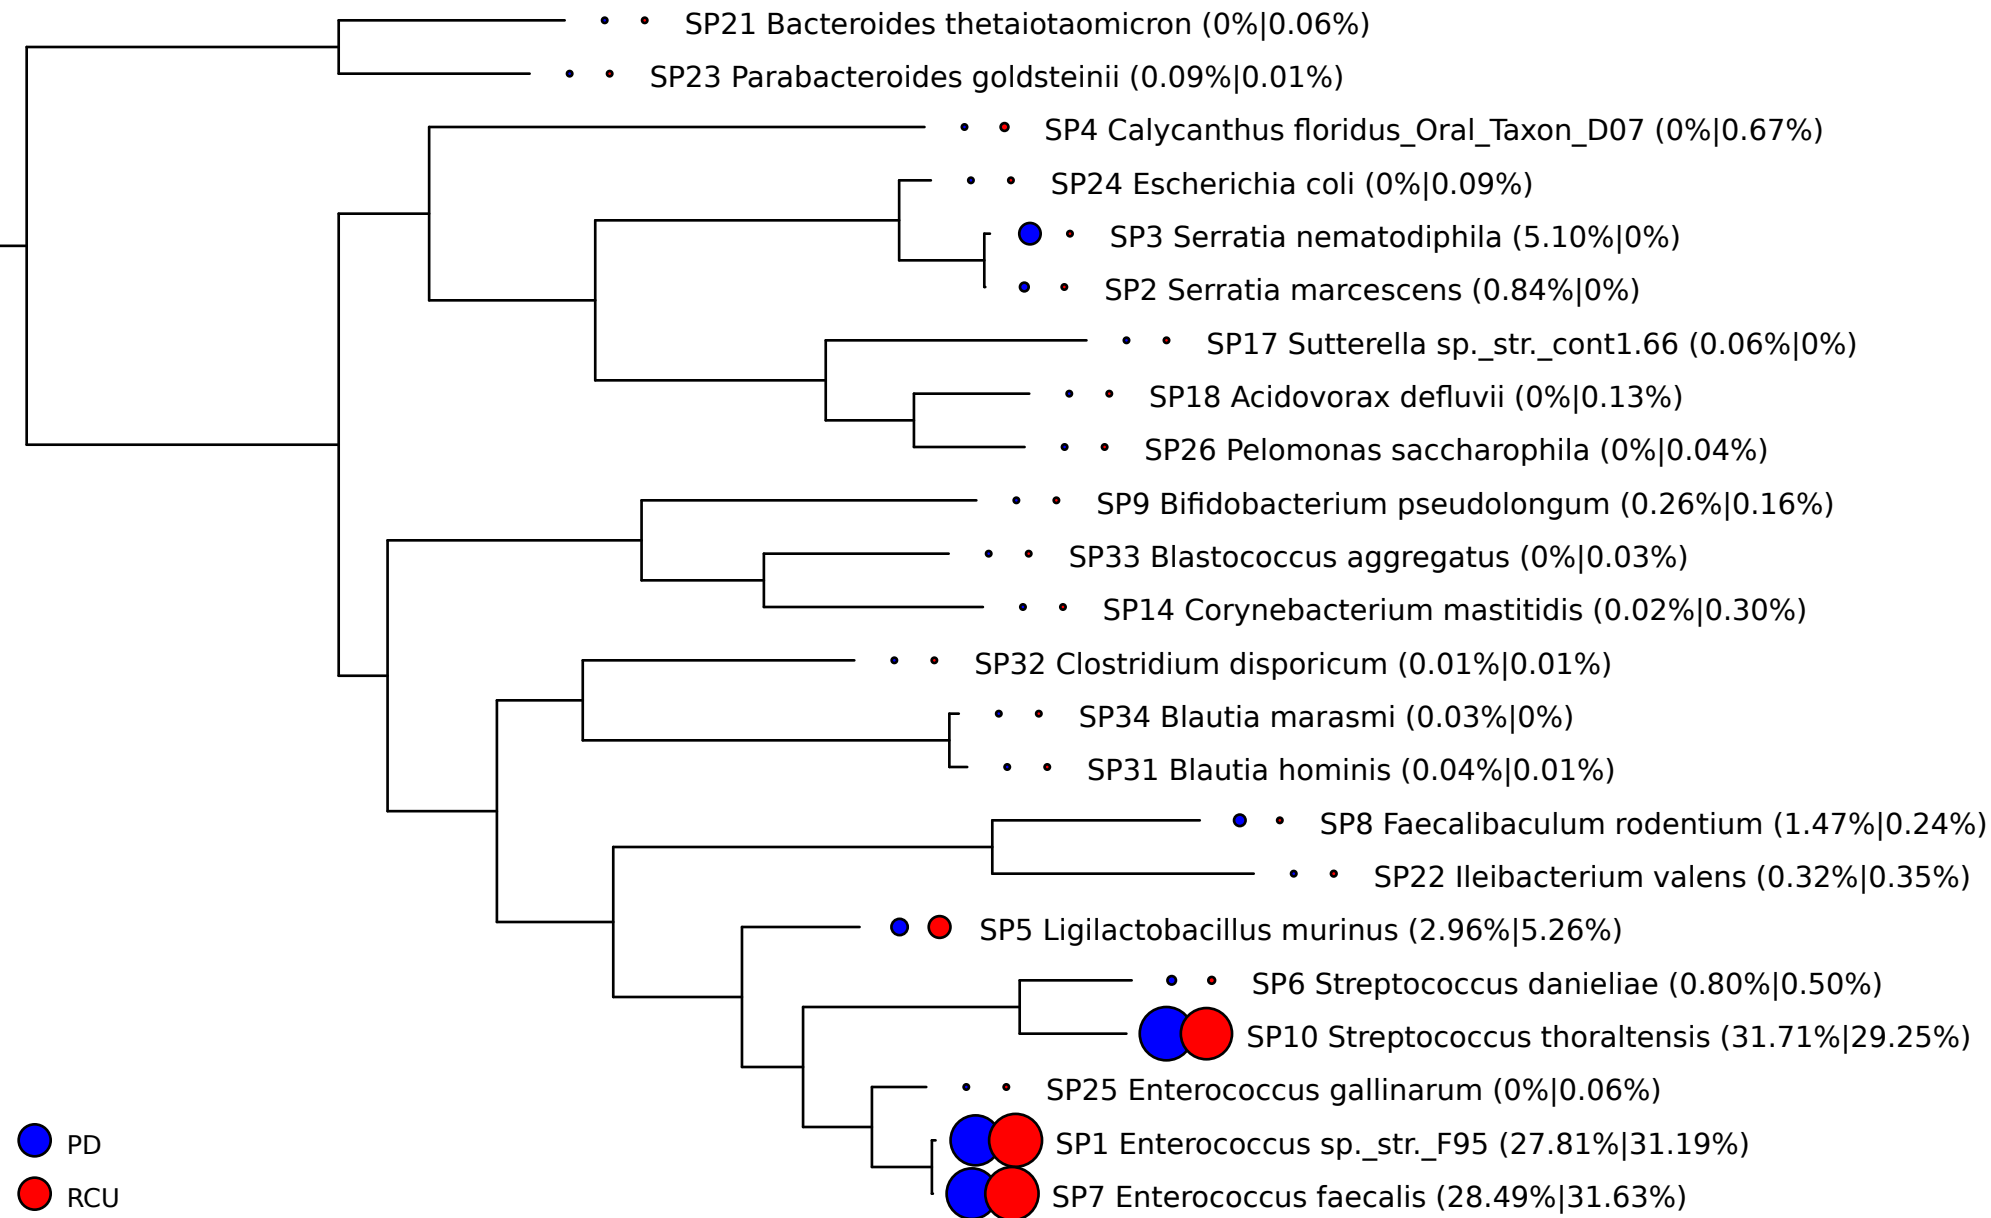 SP21 Bacteroides thetaiotaomicron (0%|0.06%)
SP23 Parabacteroides goldsteinii (0.09%|0.01%)
SP4 Calycanthus floridus_Oral_Taxon_D07 (0%|0.67%)
SP24 Escherichia coli (0%|0.09%)
SP3 Serratia nematodiphila (5.10%|0%)
SP2 Serratia marcescens (0.84%|0%)
SP17 Sutterella sp._str._cont1.66 (0.06%|0%)
SP18 Acidovorax defluvii (0%|0.13%)
SP26 Pelomonas saccharophila (0%|0.04%)
SP9 Bifidobacterium pseudolongum (0.26%|0.16%)
SP33 Blastococcus aggregatus (0%|0.03%)
SP14 Corynebacterium mastitidis (0.02%|0.30%)
SP32 Clostridium disporicum (0.01%|0.01%)
SP34 Blautia marasmi (0.03%|0%)
SP31 Blautia hominis (0.04%|0.01%)
SP8 Faecalibaculum rodentium (1.47%|0.24%)
SP22 Ileibacterium valens (0.32%|0.35%)
SP5 Ligilactobacillus murinus (2.96%|5.26%)
SP6 Streptococcus danieliae (0.80%|0.50%)
SP10 Streptococcus thoraltensis (31.71%|29.25%)
SP25 Enterococcus gallinarum (0%|0.06%)
SP1 Enterococcus sp._str._F95 (27.81%|31.19%)
SP7 Enterococcus faecalis (28.49%|31.63%)
PD
RCU